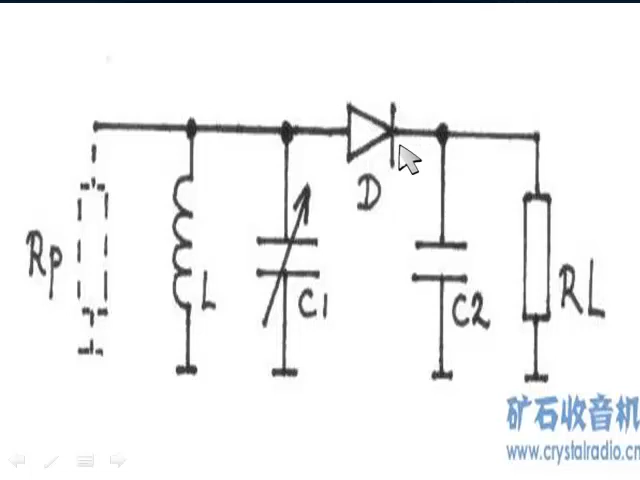 D
Rp
L
C1
C2
RL
矿石收音机
www.crystalradio.cn